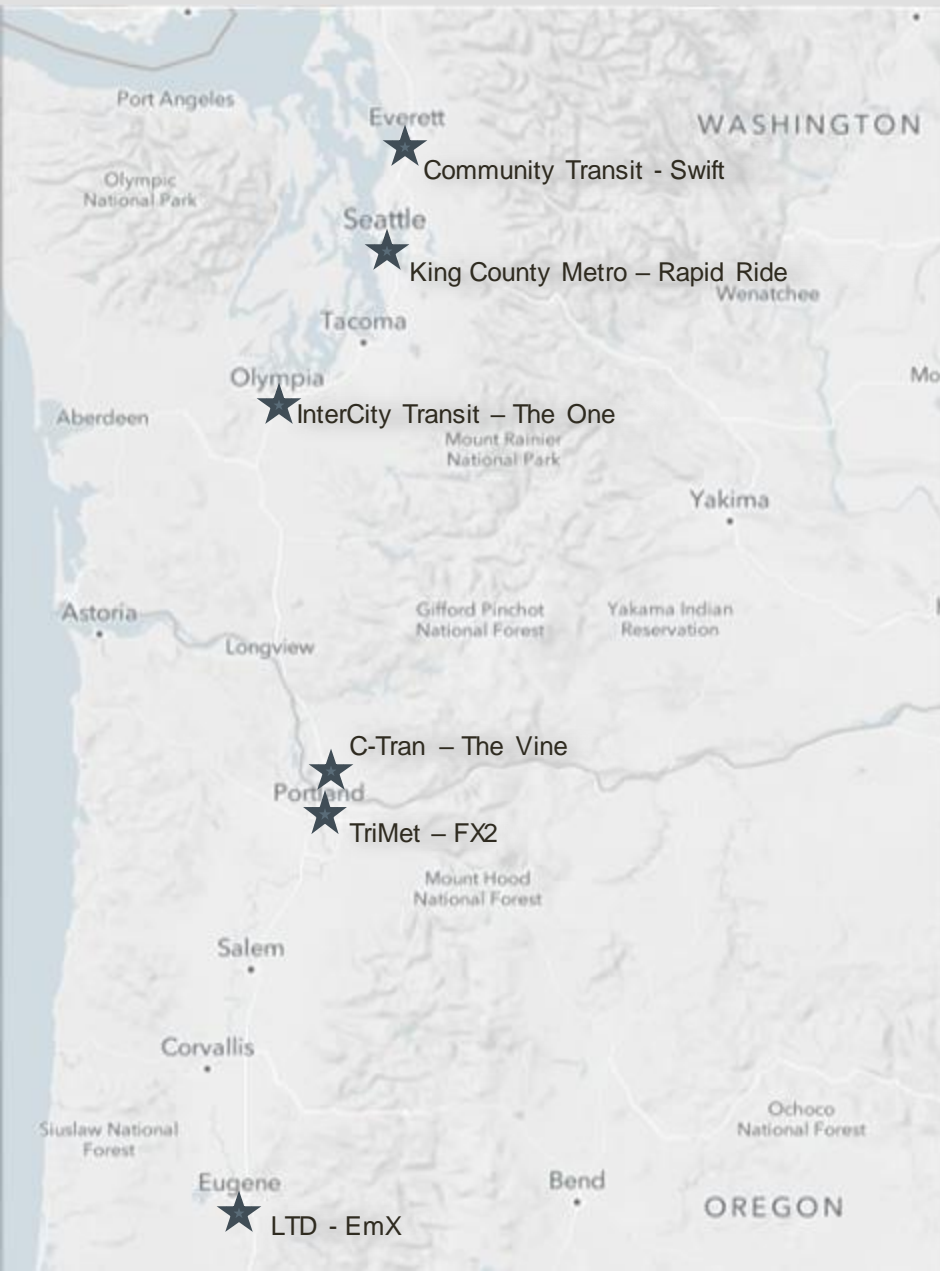 Port Angeles
Everett
WASHINGTON
Community Transit - Swift
Olympic
National Park
Seattle
King County Metro – Rapid Ride
Wenatchee
Tacoma
Olympia
Mo
Aberdeen
InterCity Transit – The One
Mount Rainier
National Park
Yakima
Astoria
Gifford Pinchot
National Forest
Yakama Indian
Reservation
Longview
C-Tran – The Vine
Portland
TriMet – FX2
Mount Hood
National Forest
Salem
Corvallis
Ochoco
National Forest
Siuslaw National
Forest
Eugene
Bend
OREGON
LTD - EmX